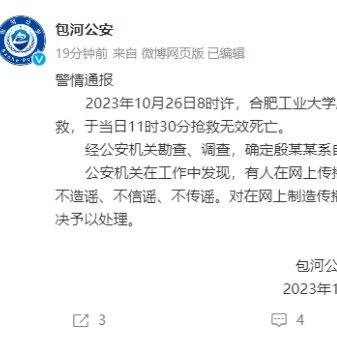 包河公安
19分钟前 来自 微博网页版 已编辑
警情通报
2023年10月26日8时许，合肥工业大学
救，于当日11时30分抢救无效死亡。
经公安机关勘查、调查，确定殷某某系自
公安机关在工作中发现，有人在网上传播
不造谣、不信谣、不传谣。对在网上制造传播
决予以处理。
包河公
2023年1
3
4